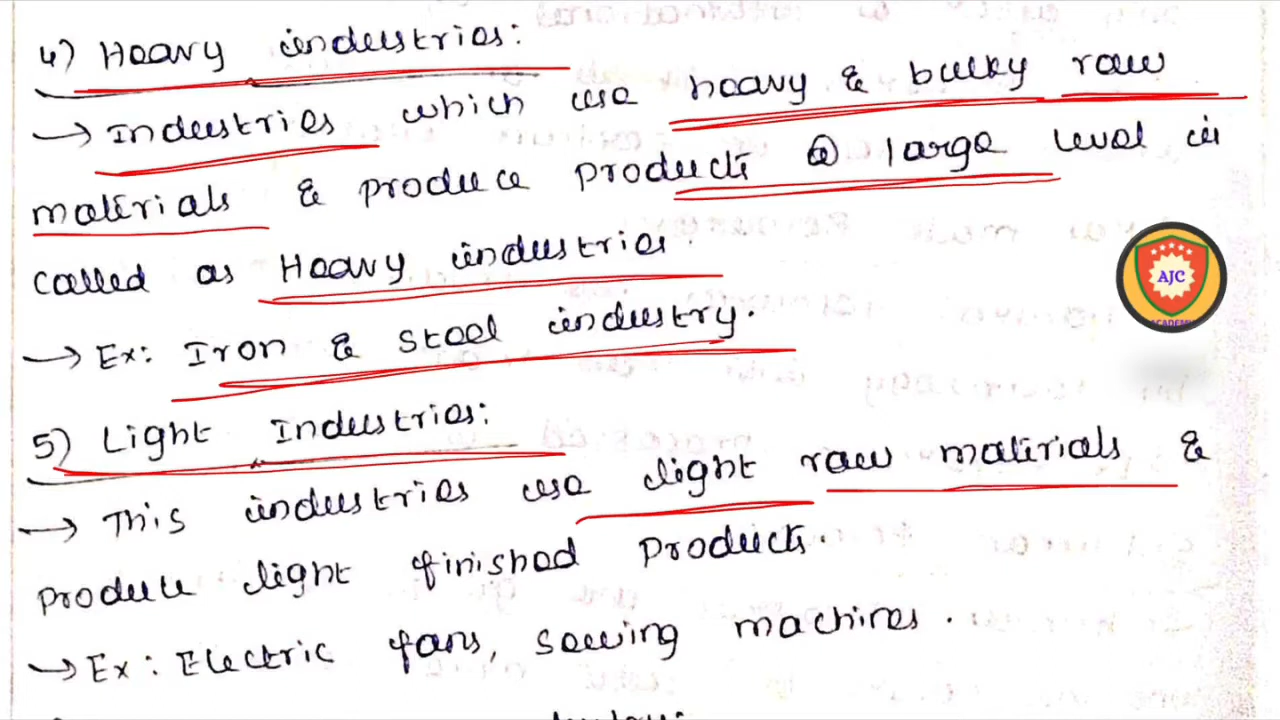 4) Heavy industries:
→ Industries which use heavy & bulky raw
materials & produce products @ large level is
called as Heavy industries.
→ Ex: Iron & steel industry.
5) Light Industries:
→ This industries use light raw materials &
produce light finished products.
→ Ex: Electric fans, sewing machines.
AJC
ACADEMY